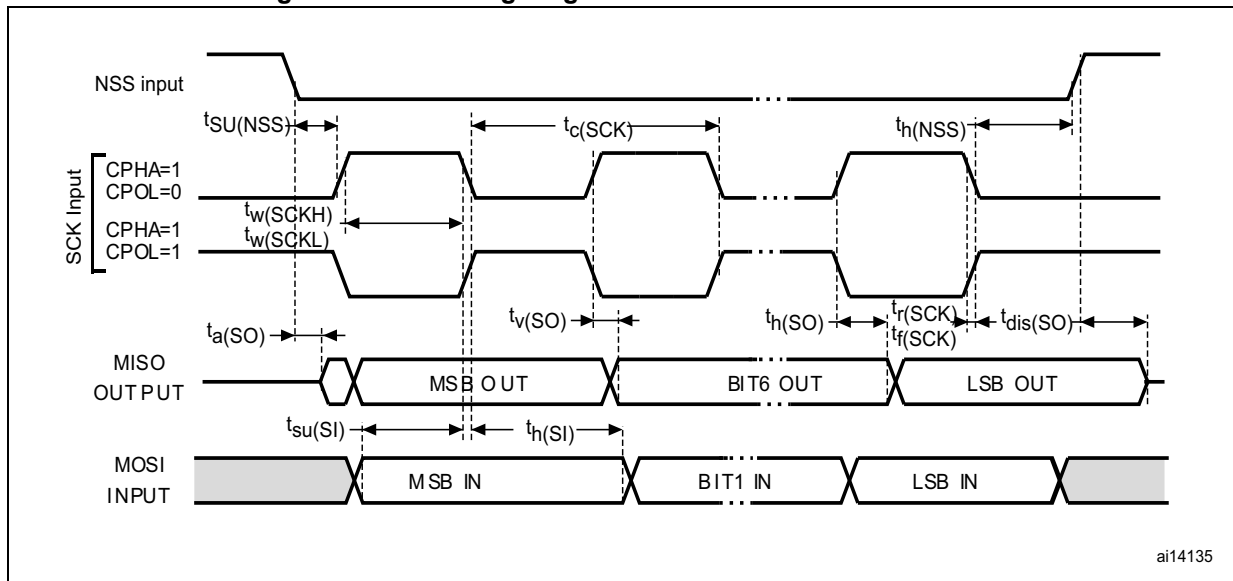 NSS input
tSU(NSS)
tc(SCK)
th(NSS)
SCK Input
CPHA=1
CPOL=0
tw(SCKH)
CPHA=1
tw(SCKL)
CPOL=1
ta(SO)
tv(SO)
th(SO)
tr(SCK)
tf(SCK)
tdis(SO)
MISO
OUTPUT
MSB OUT
BIT6 OUT
LSB OUT
tsu(SI)
th(SI)
MOSI
INPUT
MSB IN
BIT1 IN
LSB IN
ai14135